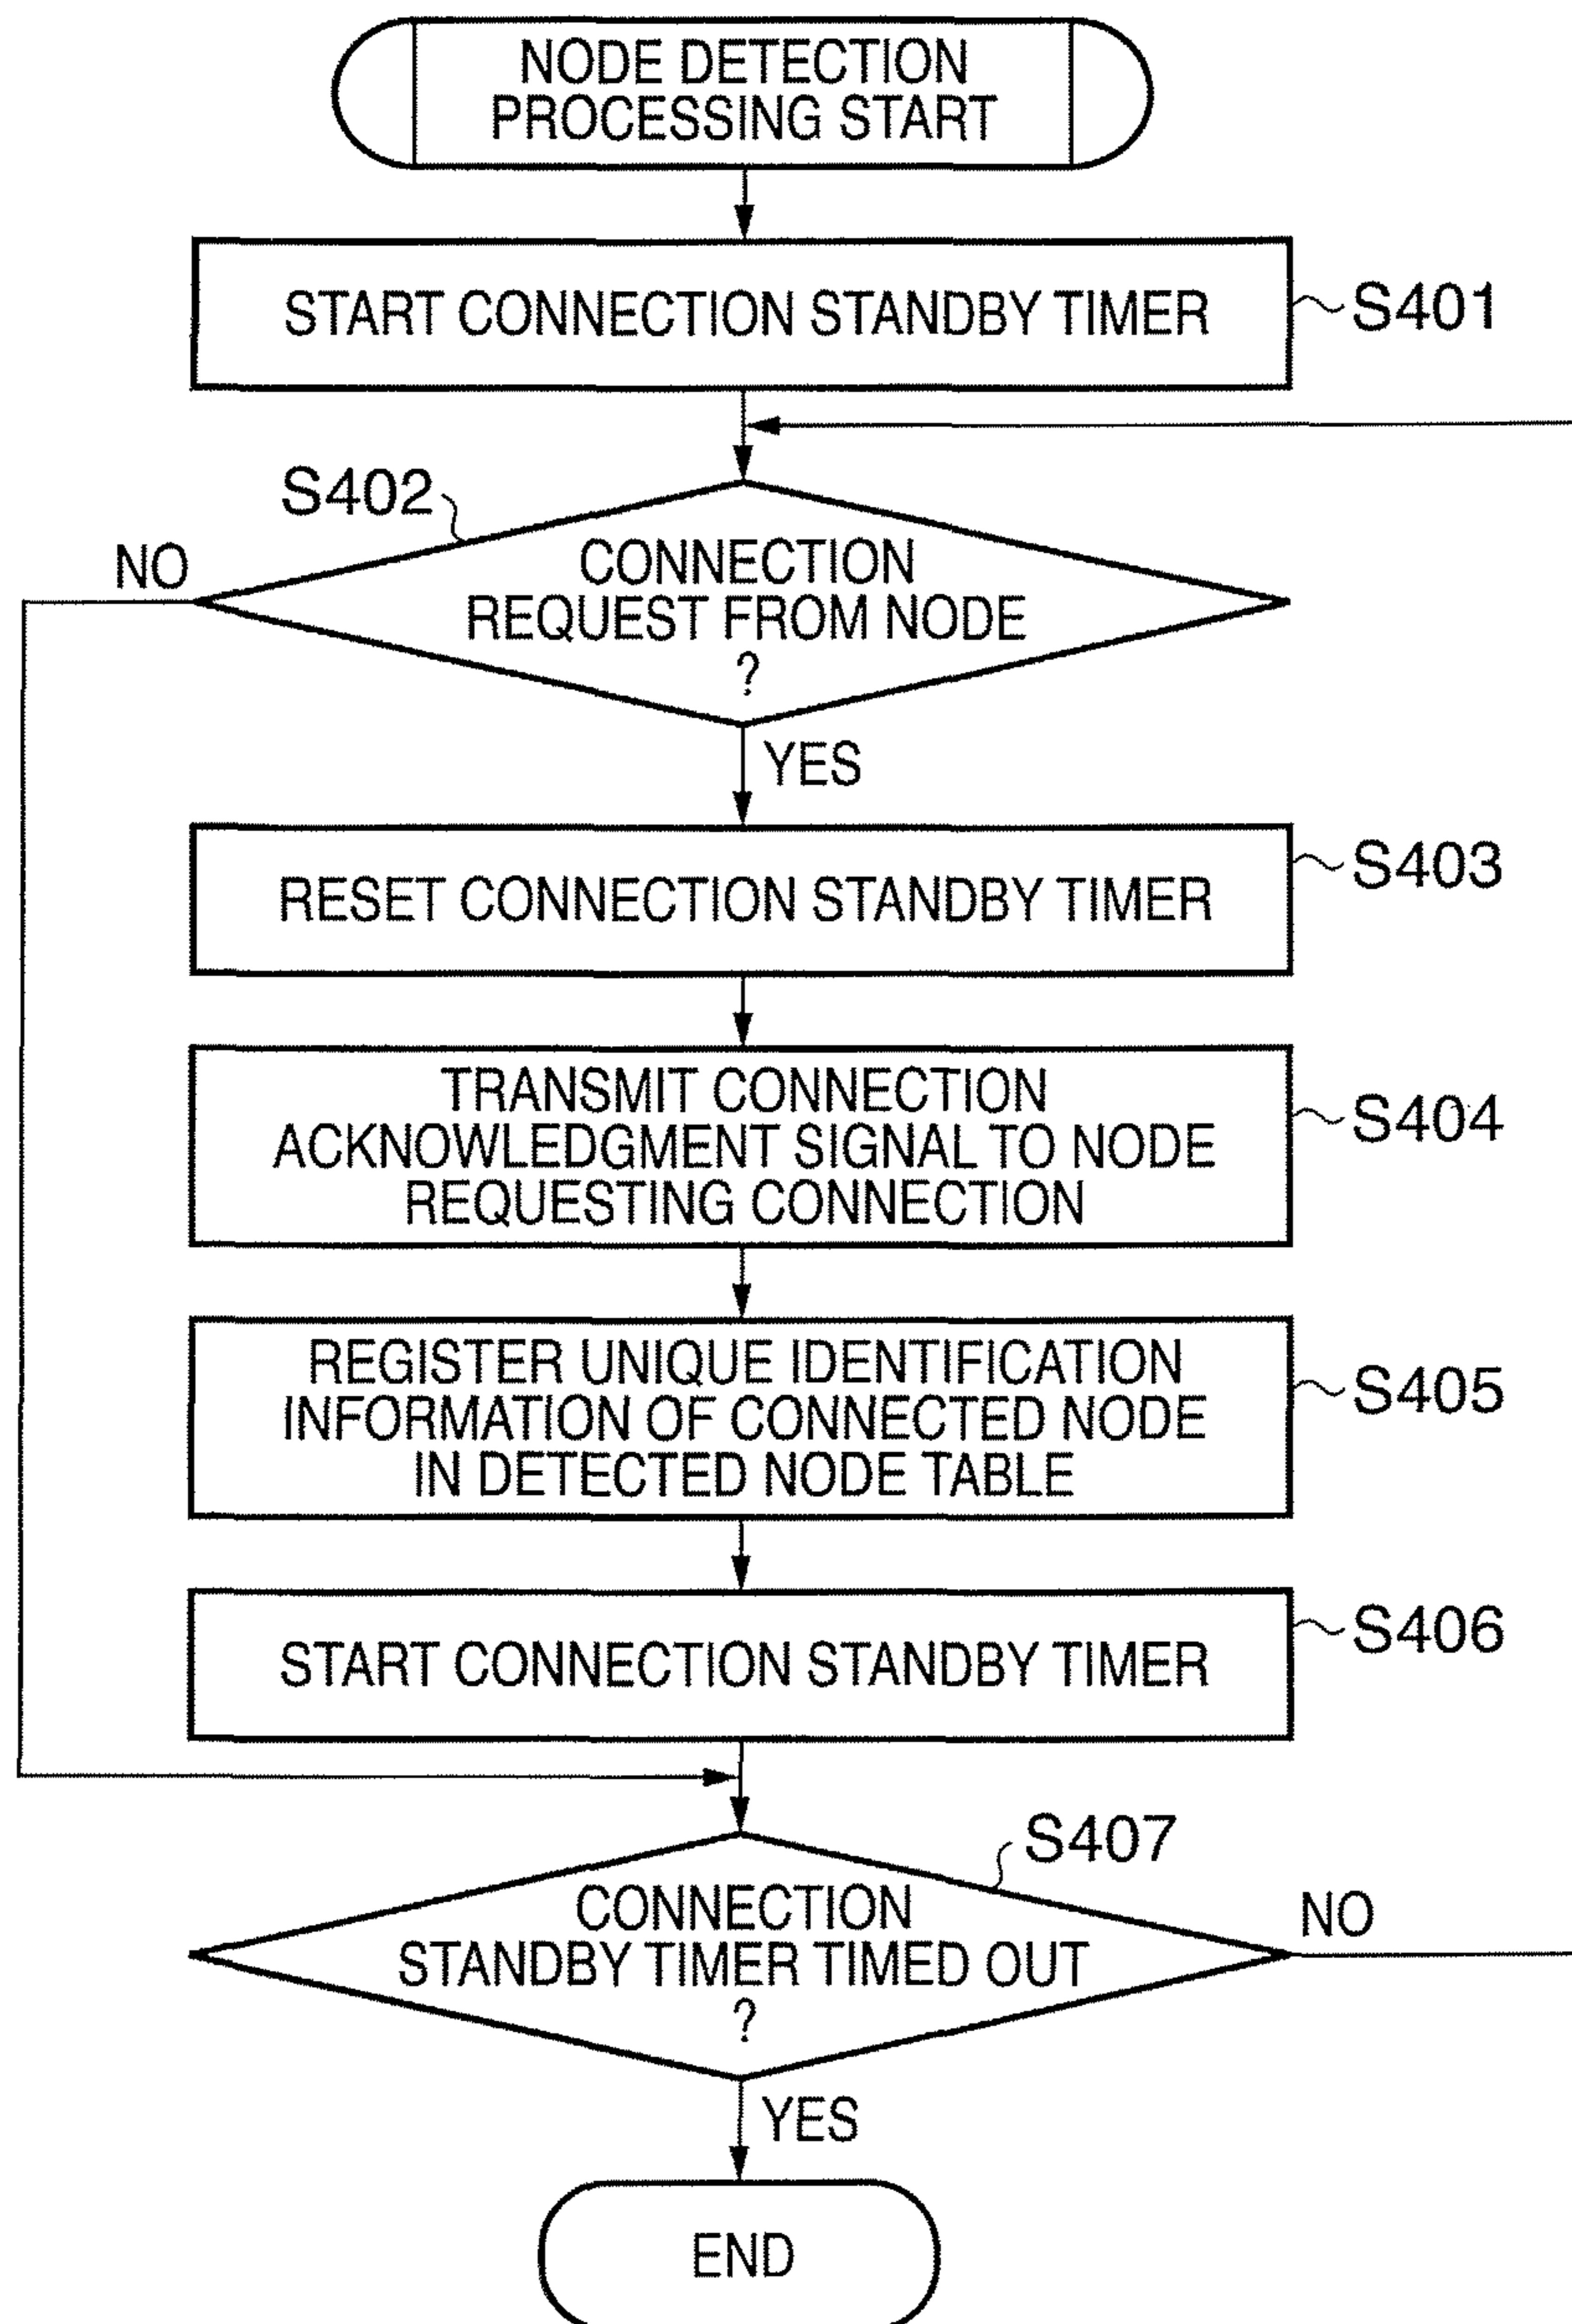 NODE DETECTION
PROCESSING START
START CONNECTION STANDBY TIMER
S401
S402
NO
CONNECTION
REQUEST FROM NODE
?
YES
RESET CONNECTION STANDBY TIMER
S403
TRANSMIT CONNECTION
ACKNOWLEDGMENT SIGNAL TO NODE
REQUESTING CONNECTION
S404
REGISTER UNIQUE IDENTIFICATION
INFORMATION OF CONNECTED NODE
IN DETECTED NODE TABLE
S405
START CONNECTION STANDBY TIMER
S406
S407
CONNECTION
STANDBY TIMER TIMED OUT
?
NO
YES
END